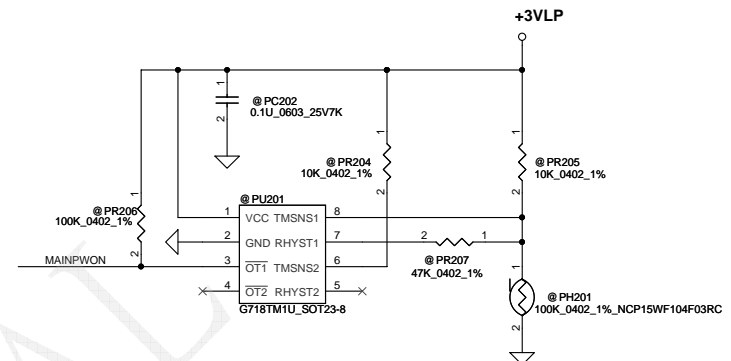 +3VLP
1
@ PC202
0.1U_0603_25V7K
2
1
@ PR204
10K_0402_1%
2
1
@ PR205
10K_0402_1%
2
1
@ PR206
100K_0402_1%
2
@ PU201
1 VCC TMSNS1 8
2 GND RHYST1 7
3 OT1 TMSNS2 6
4 OT2 RHYST2 5
G718TM1U_SOT23-8
MAINPWON
2 1
@ PR207
47K_0402_1%
1
@ PH201
100K_0402_1%_NCP15WF104F03RC
2